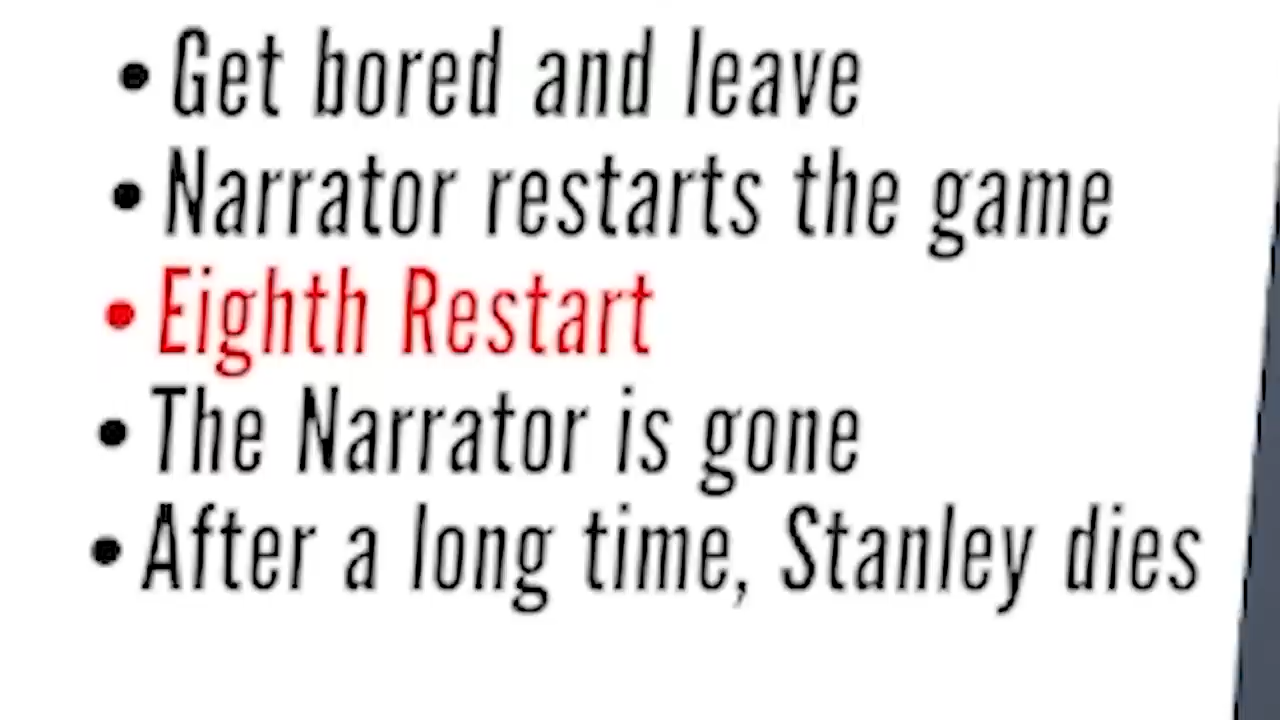 • Get bored and leave
• Narrator restarts the game
• Eighth Restart
• The Narrator is gone
• After a long time, Stanley dies